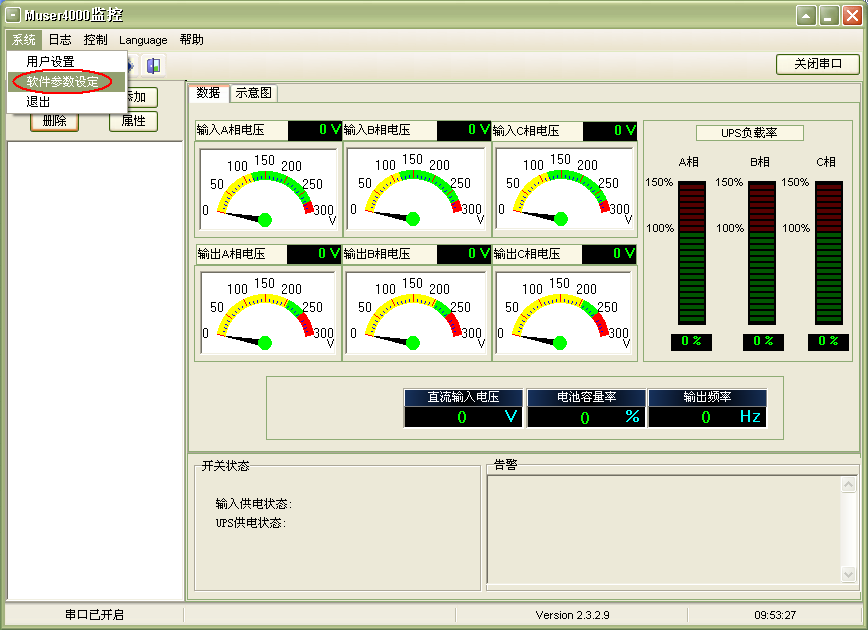 Muser4000监控
系统 日志 控制 Language 帮助
用户设置
软件参数设定
退出
关闭串口
添加
删除 属性
数据 示意图
输入A相电压 0 V 输入B相电压 0 V 输入C相电压 0 V
0 50 100 150 200 250 300 V
0 50 100 150 200 250 300 V
0 50 100 150 200 250 300 V
输出A相电压 0 V 输出B相电压 0 V 输出C相电压 0 V
0 50 100 150 200 250 300 V
0 50 100 150 200 250 300 V
0 50 100 150 200 250 300 V
UPS负载率
A相 B相 C相
150% 150% 150%
100% 100% 100%
0 % 0 % 0 %
直流输入电压 电池容量率 输出频率
0 V 0 % 0 Hz
开关状态
输入供电状态:
UPS供电状态:
告警
串口已开启 Version 2.3.2.9 09:53:27